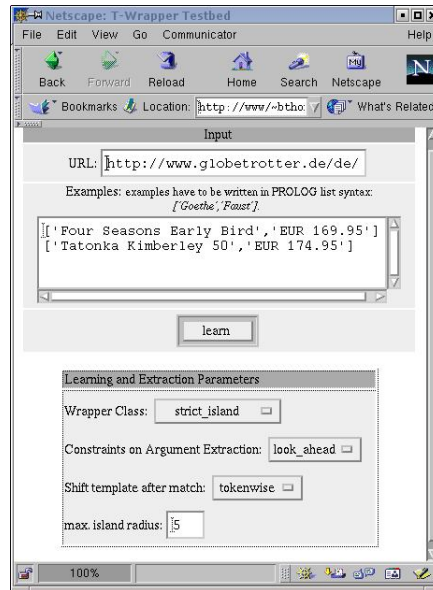 Netscape: T-Wrapper Testbed
File Edit View Go Communicator Help
Back Forward Reload Home Search Netscape
My
N
Bookmarks Location: http://www/~btho: What's Related
Input
URL: http://www.globetrotter.de/de/
Examples: examples have to be written in PROLOG list syntax:
['Goethe','Faust'].
['Four Seasons Early Bird','EUR 169.95']
['Tatonka Kimberley 50','EUR 174.95']
learn
Learning and Extraction Parameters
Wrapper Class: strict_island
Constraints on Argument Extraction: look_ahead
Shift template after match: tokenwise
max. island radius: 5
100%